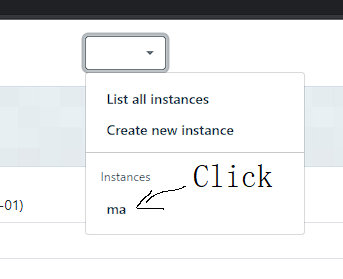 List all instances
Create new instance
Instances
Click
ma
-01)